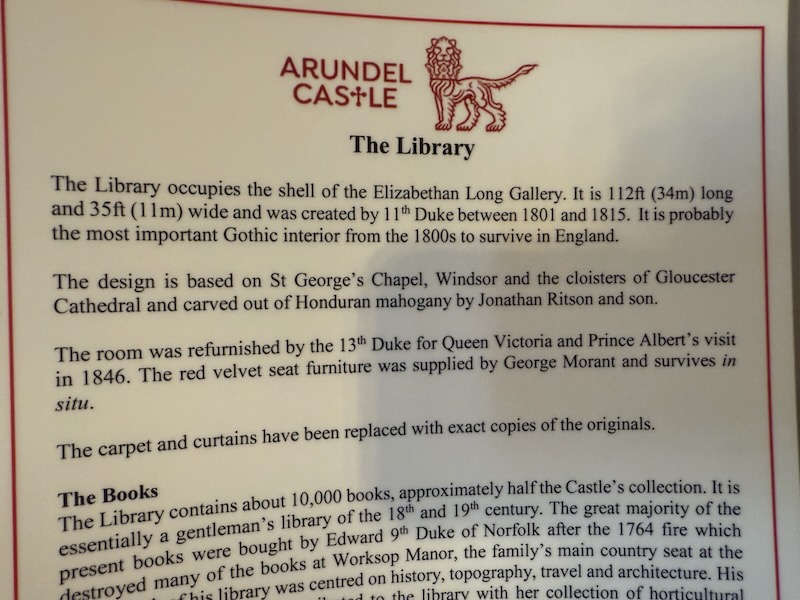 ARUNDEL
CASTLE
The Library
The Library occupies the shell of the Elizabethan Long Gallery. It is 112ft (34m) long
and 35ft (11m) wide and was created by 11th Duke between 1801 and 1815. It is probably
the most important Gothic interior from the 1800s to survive in England.
The design is based on St George's Chapel, Windsor and the cloisters of Gloucester
Cathedral and carved out of Honduran mahogany by Jonathan Ritson and son.
The room was refurnished by the 13th Duke for Queen Victoria and Prince Albert's visit
in 1846. The red velvet seat furniture was supplied by George Morant and survives in
situ.
The carpet and curtains have been replaced with exact copies of the originals.
The Books
The Library contains about 10,000 books, approximately half the Castle's collection. It is
essentially a gentleman's library of the 18th and 19th century. The great majority of the
present books were bought by Edward 9th Duke of Norfolk after the 1764 fire which
destroyed many of the books at Worksop Manor, the family's main country seat at the
of his library was centred on history, topography, travel and architecture. His
to the library with her collection of horticultural